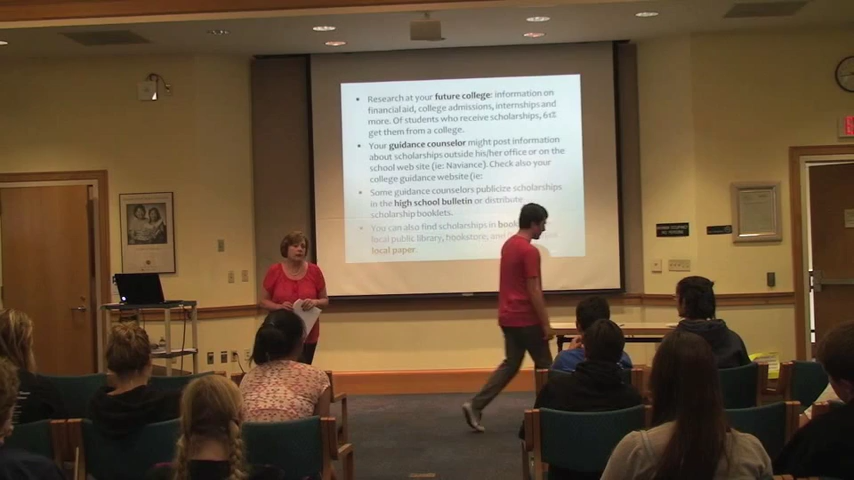 • Research at your future college: information on
financial aid, college admissions, internships and
more. Of students who receive scholarships, 61%
get them from a college.
• Your guidance counselor might post information
about scholarships outside his/her office or on the
school web site (ie: Naviance). Check also your
college guidance website (ie:
• Some guidance counselors publicize scholarships
in the high school bulletin or distribute
scholarship booklets.
• You can also find scholarships in
local public library, bookstore, and
local paper.